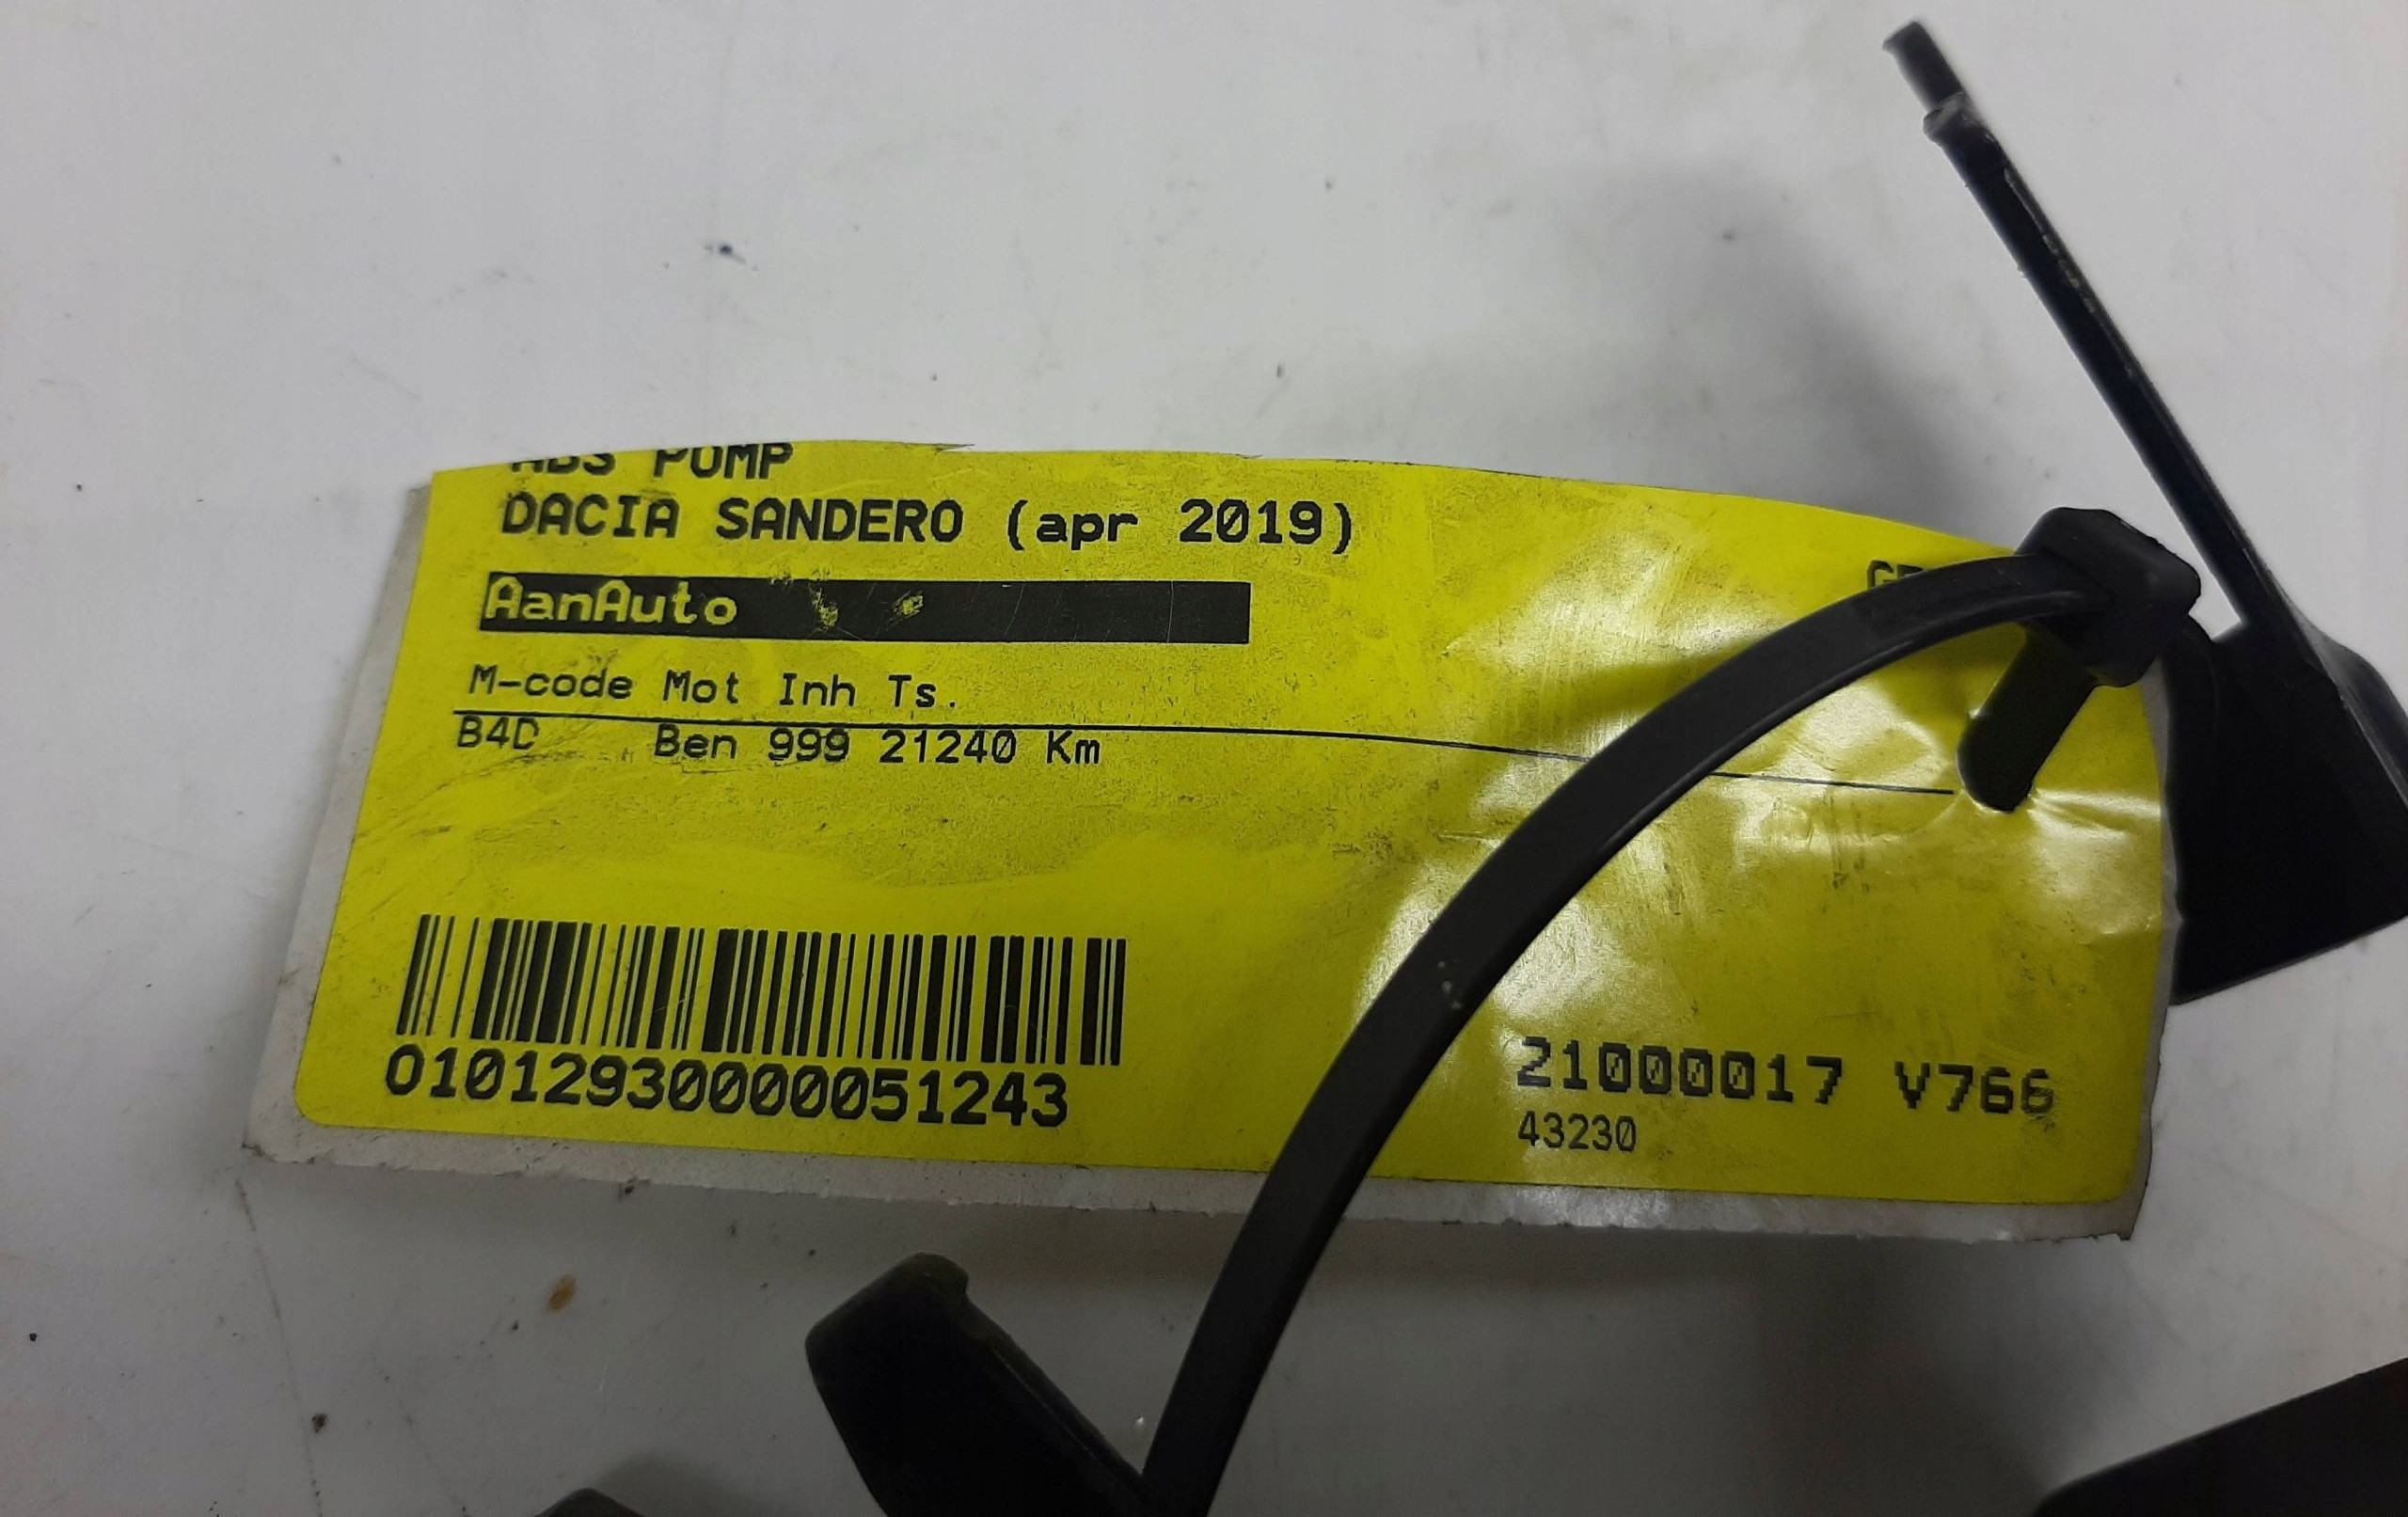 ABS POMP
DACIA SANDERO (apr 2019)
AanAuto
M-code Mot Inh Ts.
B4D Ben 999 21240 Km
01012930000051243
21000017 V766
43230